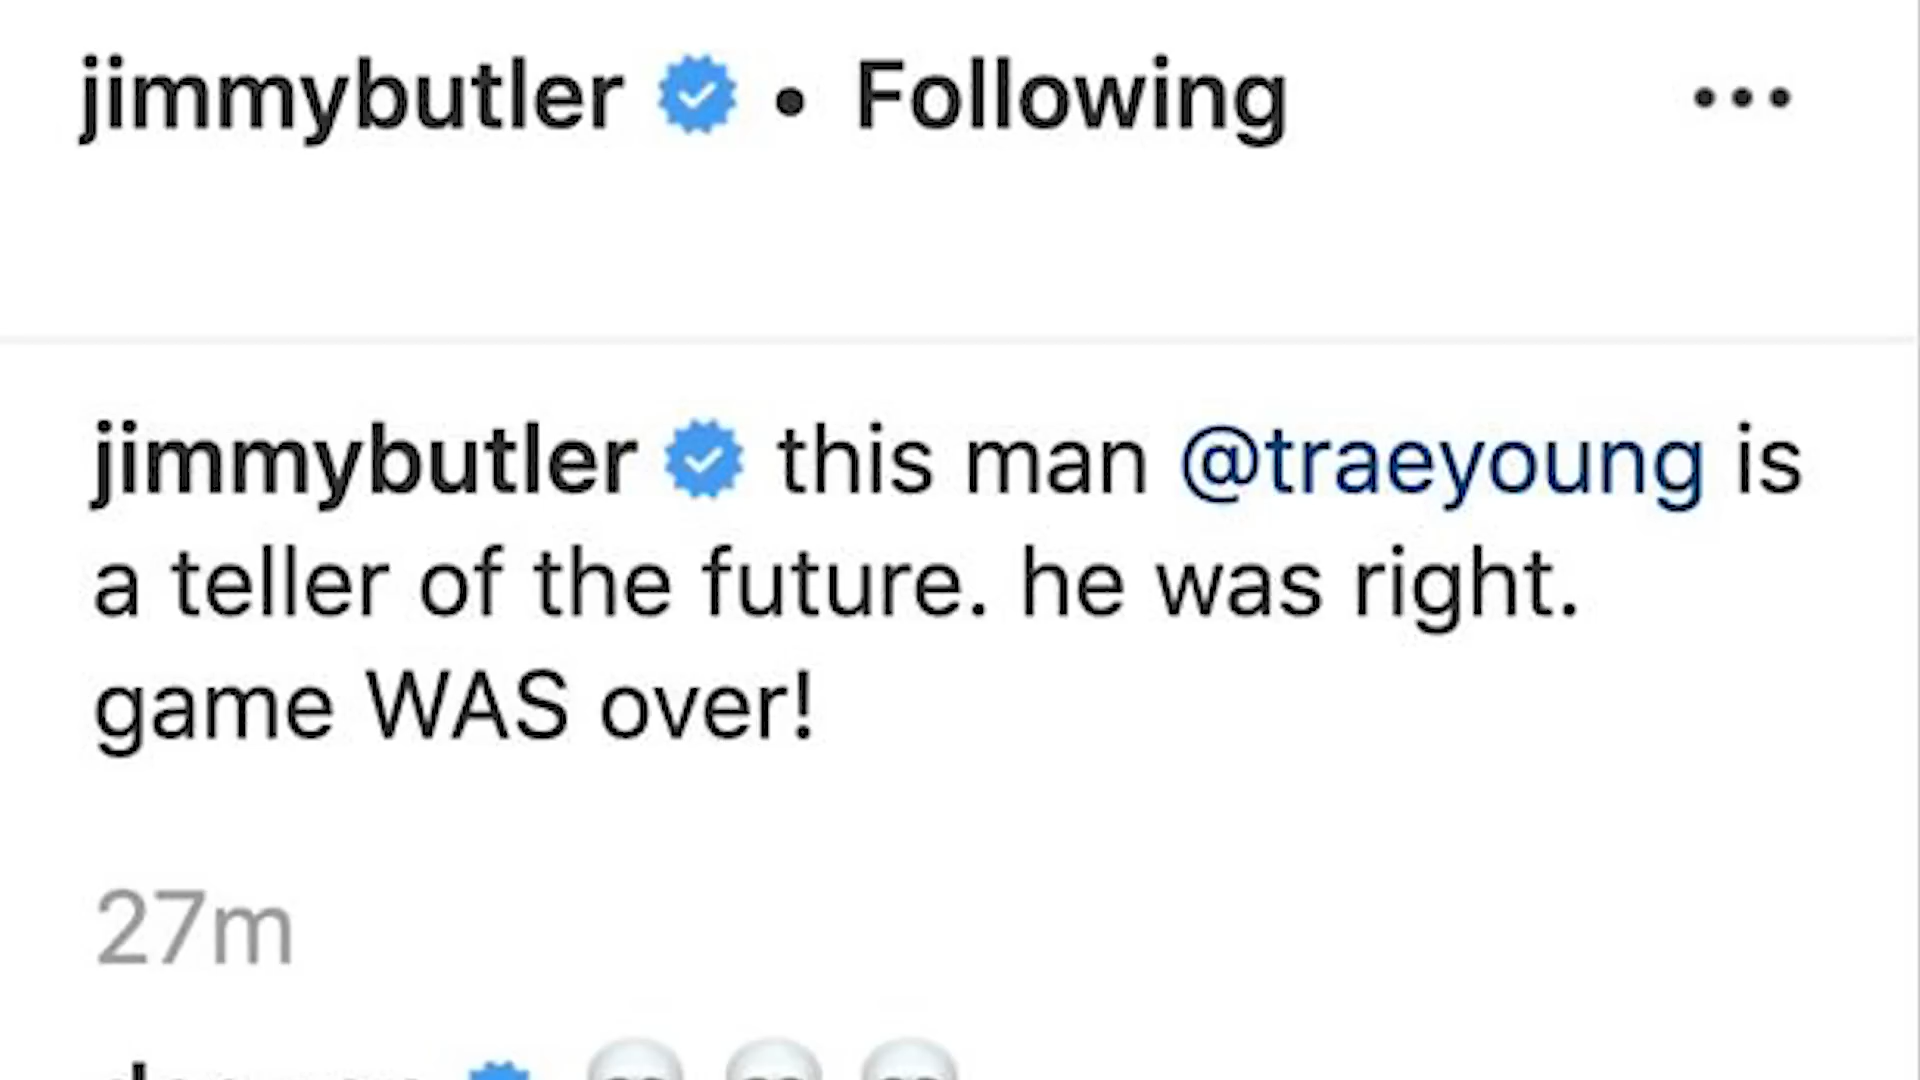 jimmybutler • Following
jimmybutler this man @traeyoung is
a teller of the future. he was right.
game WAS over!
27m